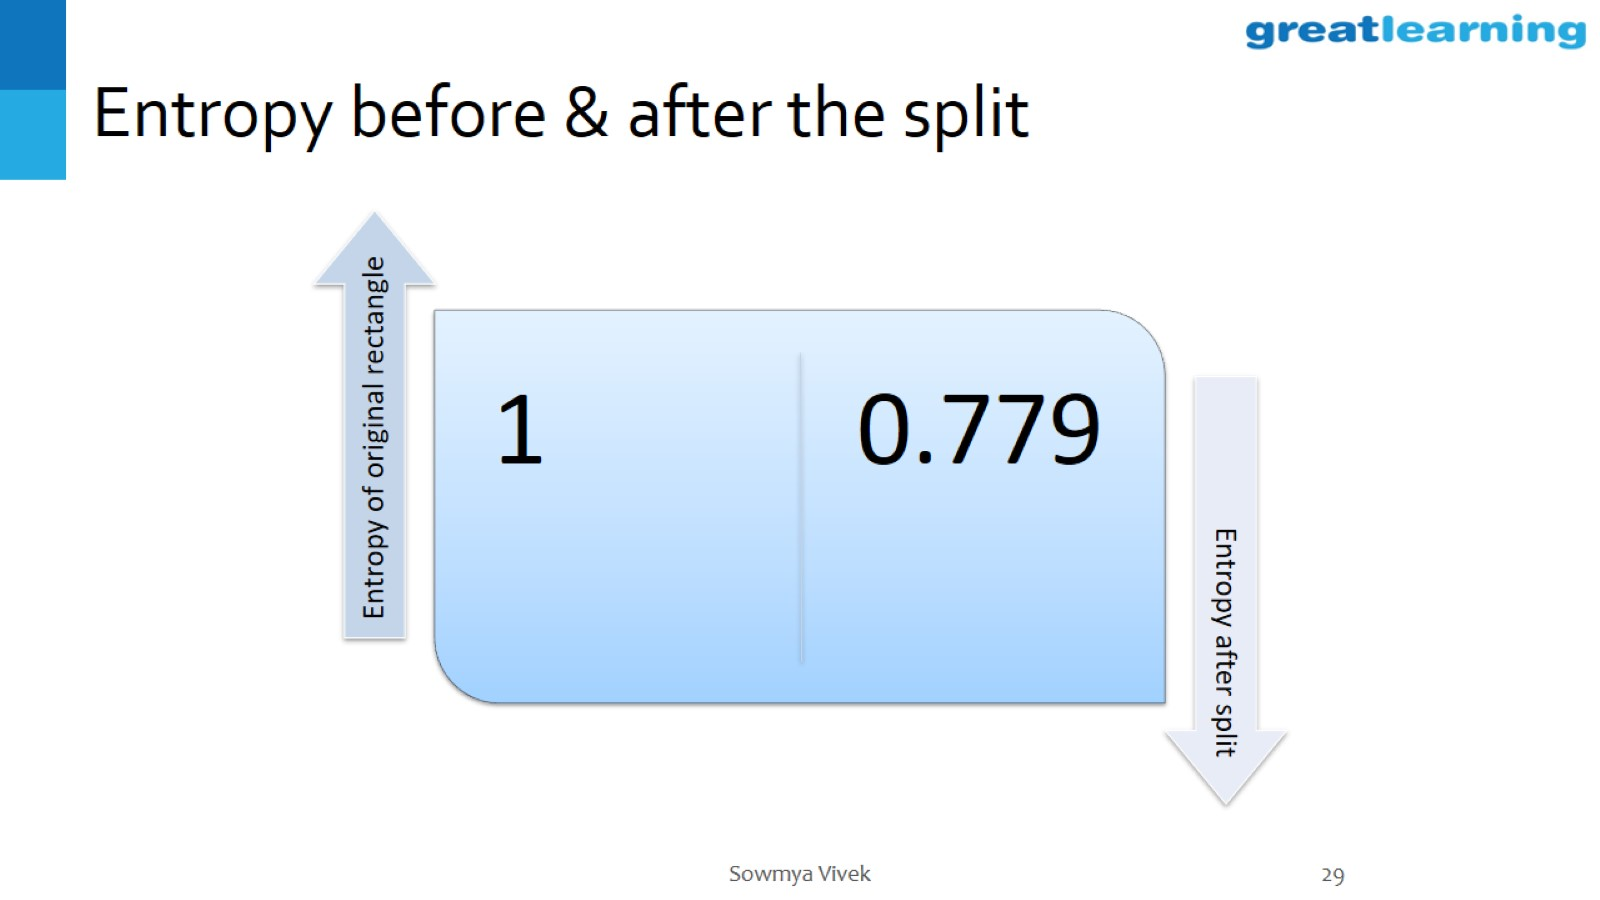 greatlearning
Entropy before & after the split
Entropy of original rectangle
1
0.779
Entropy after split
Sowmya Vivek
29